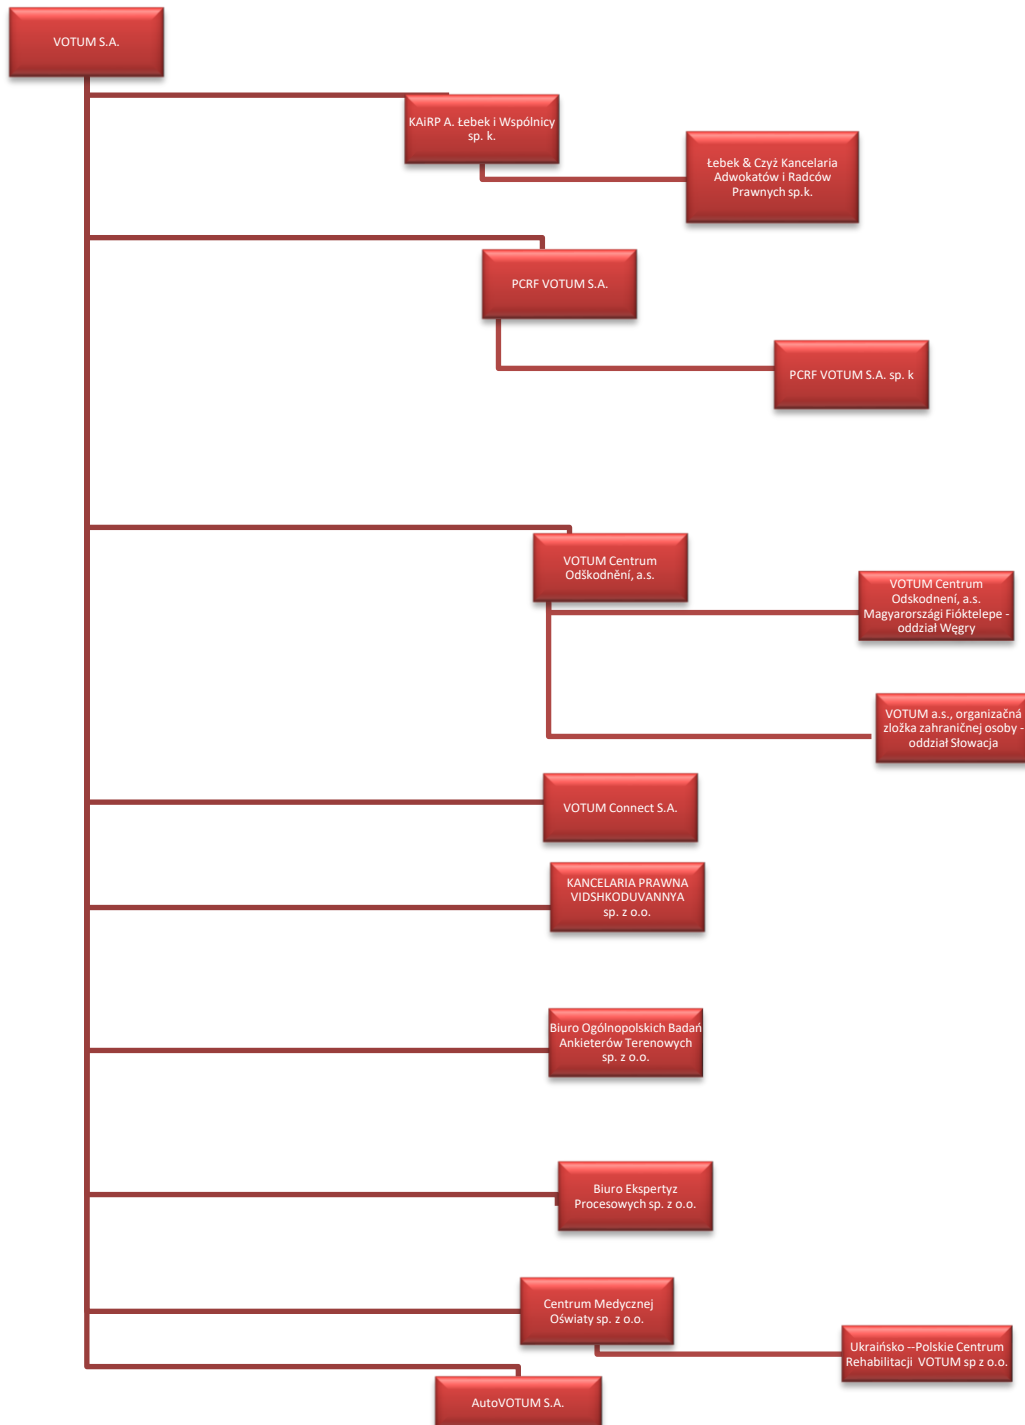 VOTUM S.A.
KAiRP A. Łebek i Wspólnicy
sp. k.
Łebek & Czyż Kancelaria
Adwokatów i Radców
Prawnych sp.k.
PCRF VOTUM S.A.
PCRF VOTUM S.A. sp. k
VOTUM Centrum
Odškodnění, a.s.
VOTUM Centrum
Odskodnení, a.s.
Magyarországi Fióktelepe -
oddział Węgry
VOTUM a.s., organizačná
zložka zahraničnej osoby -
oddział Słowacja
VOTUM Connect S.A.
KANCELARIA PRAWNA
VIDSHKODUVANNYA
sp. z o.o.
Biuro Ogólnopolskich Badań
Ankieterów Terenowych
sp. z o.o.
Biuro Ekspertyz
Procesowych sp. z o.o.
Centrum Medycznej
Oświaty sp. z o.o.
Ukraińsko --Polskie Centrum
Rehabilitacji VOTUM sp z o.o.
AutoVOTUM S.A.